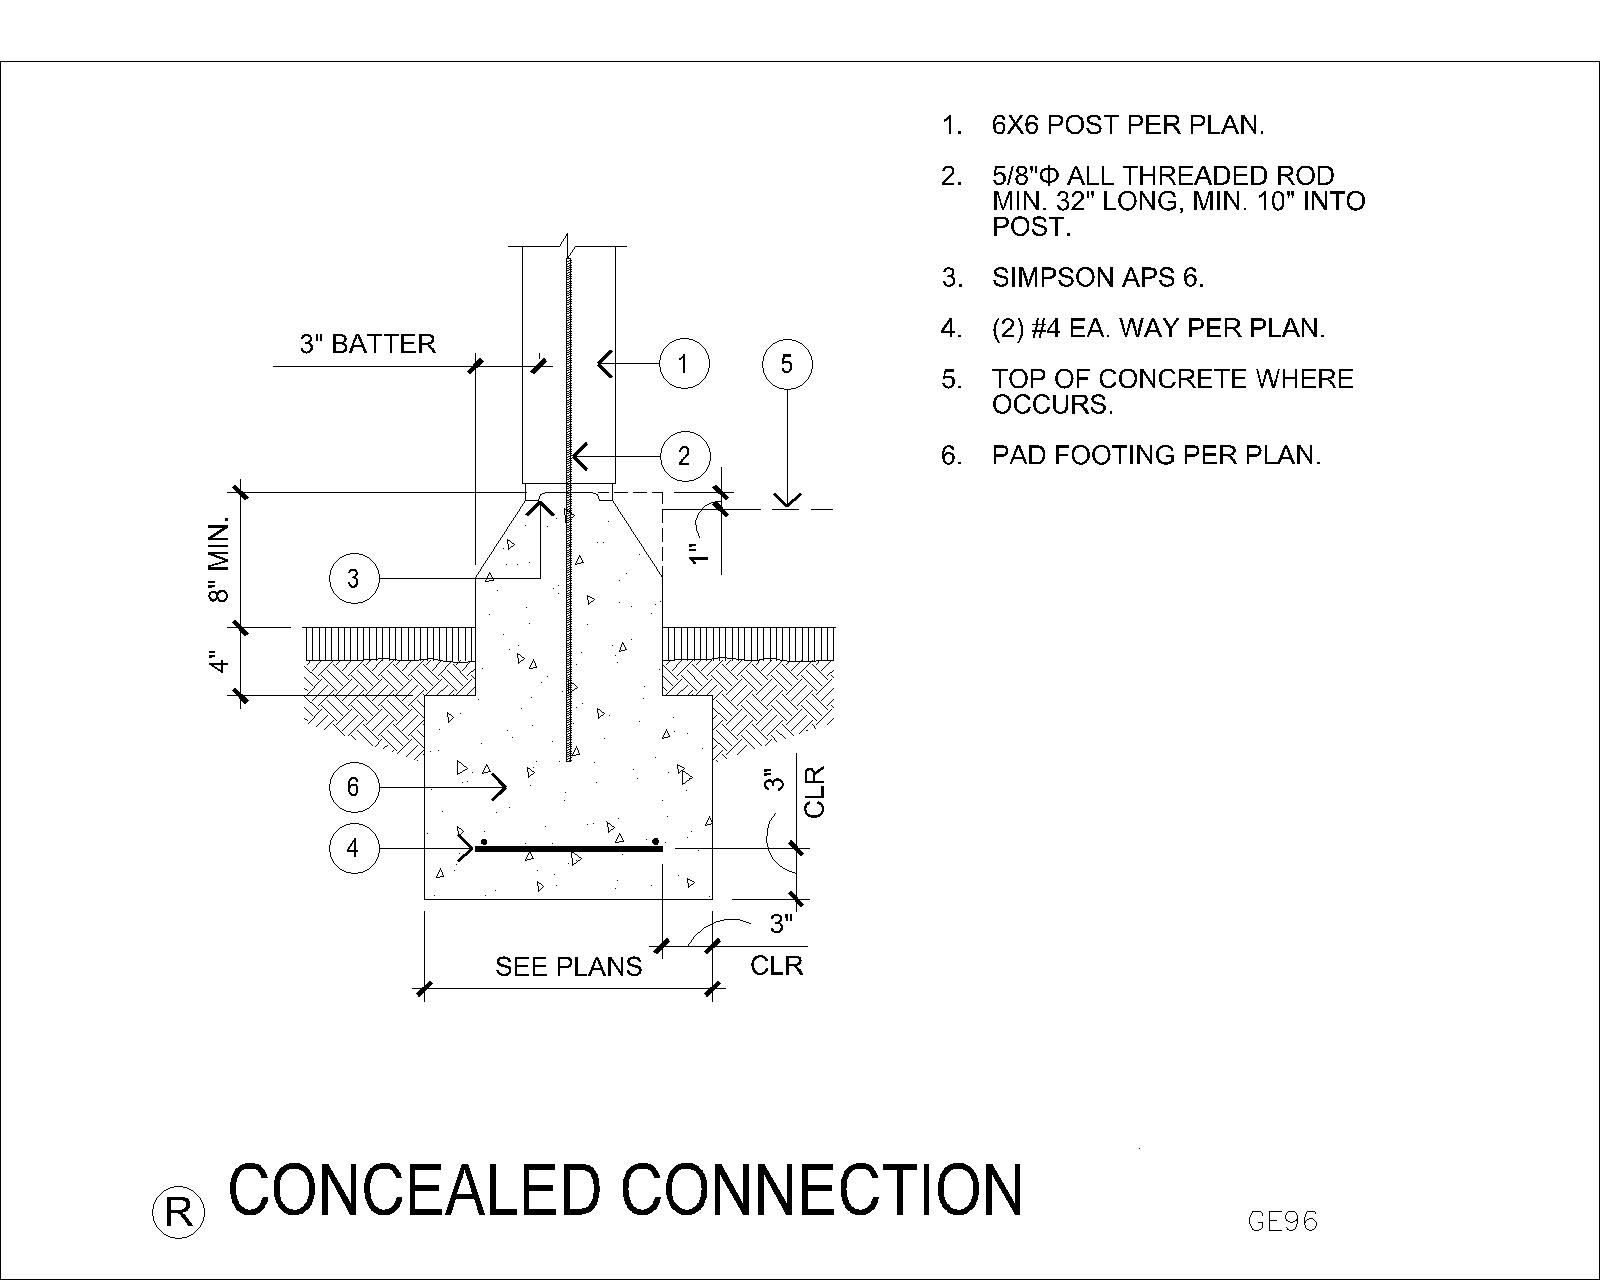 1. 6X6 POST PER PLAN.
2. 5/8"Φ ALL THREADED ROD
MIN. 32" LONG, MIN. 10" INTO
POST.
3. SIMPSON APS 6.
4. (2) #4 EA. WAY PER PLAN.
5. TOP OF CONCRETE WHERE
OCCURS.
6. PAD FOOTING PER PLAN.
3" BATTER
1
5
2
8" MIN.
1"
3
4"
6
3"
CLR
4
3"
CLR
SEE PLANS
R CONCEALED CONNECTION
GE96